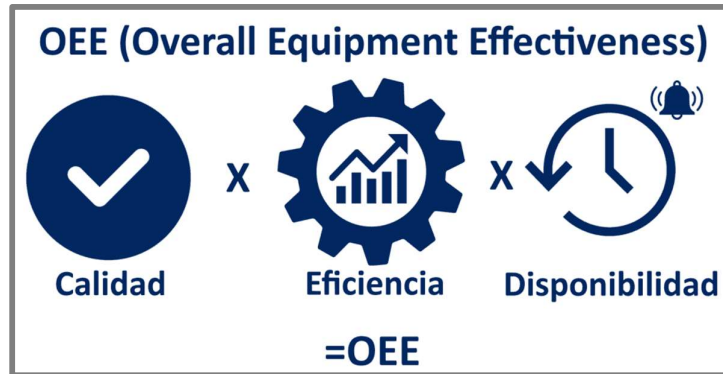 OEE (Overall Equipment Effectiveness)
X
X
Calidad
Eficiencia
Disponibilidad
=OEE